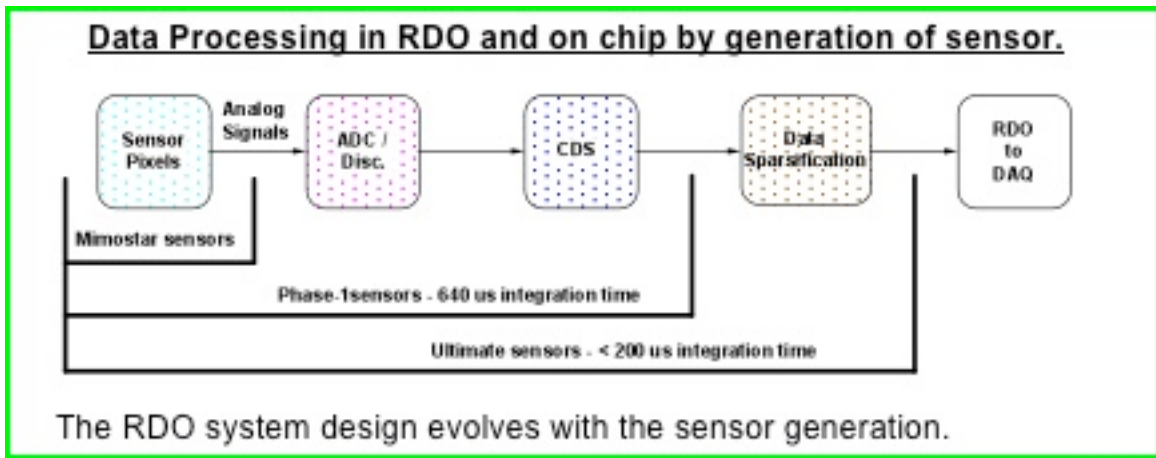 Data Processing in RDO and on chip by generation of sensor.
Sensor
Pixels
Analog
Signals
ADC /
Disc.
CDS
Data
Sparsification
RDO
to
DAQ
Mimostar sensors
Phase-1sensors - 640 us integration time
Ultimate sensors - < 200 us integration time
The RDO system design evolves with the sensor generation.